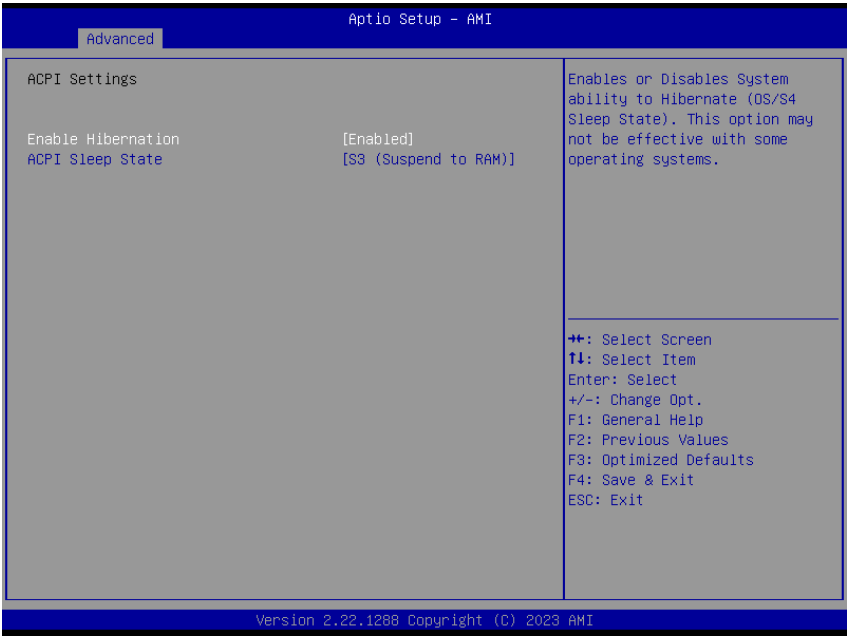 Aptio Setup – AMI
Advanced
ACPI Settings
Enable Hibernation [Enabled]
ACPI Sleep State [S3 (Suspend to RAM)]
Enables or Disables System
ability to Hibernate (OS/S4
Sleep State). This option may
not be effective with some
operating systems.
→←: Select Screen
↑↓: Select Item
Enter: Select
+/-: Change Opt.
F1: General Help
F2: Previous Values
F3: Optimized Defaults
F4: Save & Exit
ESC: Exit
Version 2.22.1288 Copyright (C) 2023 AMI